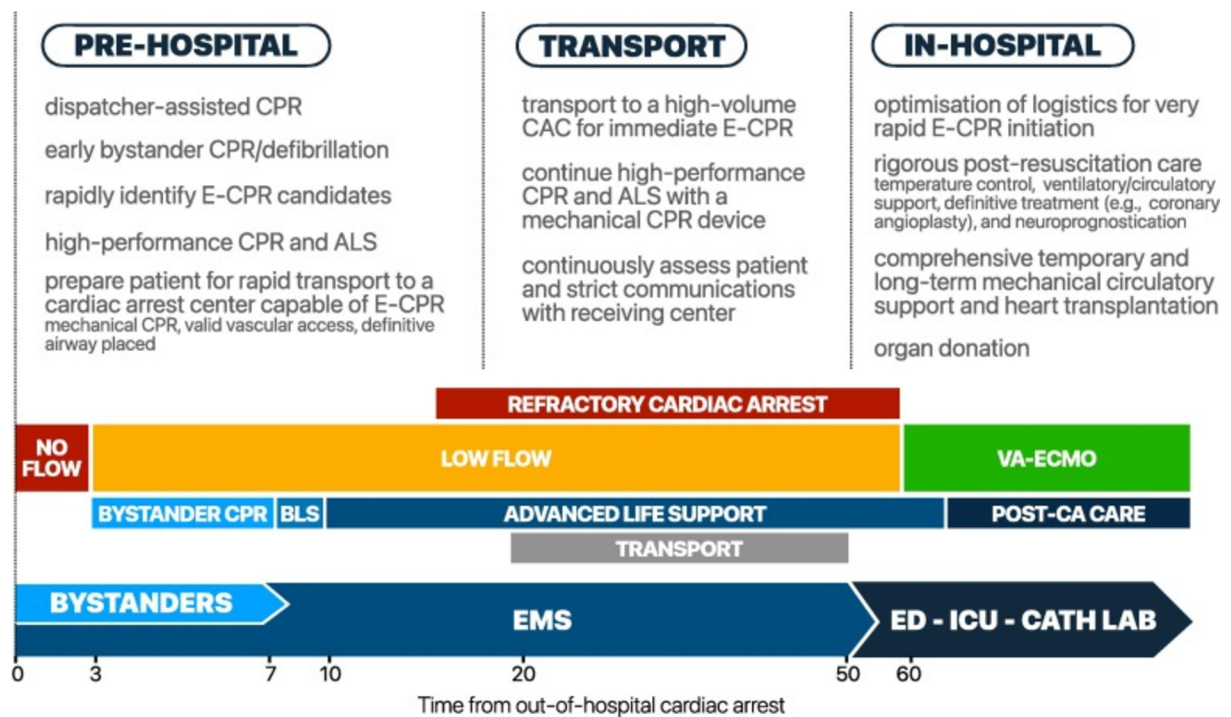 PRE-HOSPITAL
dispatcher-assisted CPR
early bystander CPR/defibrillation
rapidly identify E-CPR candidates
high-performance CPR and ALS
prepare patient for rapid transport to a
cardiac arrest center capable of E-CPR
mechanical CPR, valid vascular access, definitive
airway placed
TRANSPORT
transport to a high-volume
CAC for immediate E-CPR
continue high-performance
CPR and ALS with a
mechanical CPR device
continuously assess patient
and strict communications
with receiving center
IN-HOSPITAL
optimisation of logistics for very
rapid E-CPR initiation
rigorous post-resuscitation care
temperature control, ventilatory/circulatory
support, definitive treatment (e.g., coronary
angioplasty), and neuroprognostication
comprehensive temporary and
long-term mechanical circulatory
support and heart transplantation
organ donation
REFRACTORY CARDIAC ARREST
NO
FLOW
LOW FLOW
VA-ECMO
BYSTANDER CPR
BLS
ADVANCED LIFE SUPPORT
POST-CA CARE
TRANSPORT
BYSTANDERS
EMS
ED - ICU - CATH LAB
0 3 7 10 20 50 60
Time from out-of-hospital cardiac arrest